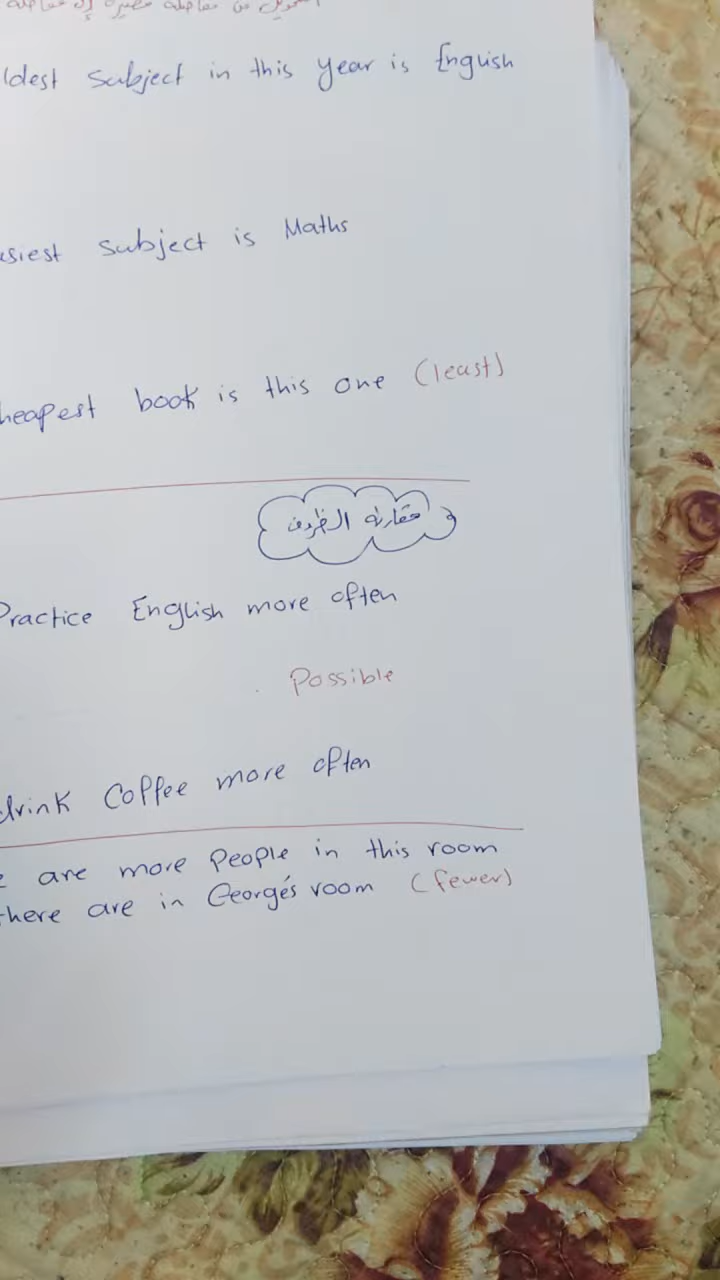 ldest subject in this year is English
asiest subject is Maths
heapest book is this one (least)
مقارنة الظروف
Practice English more often
Possible
drink Coffee more often
e are more People in this room
there are in George's room (fewer)